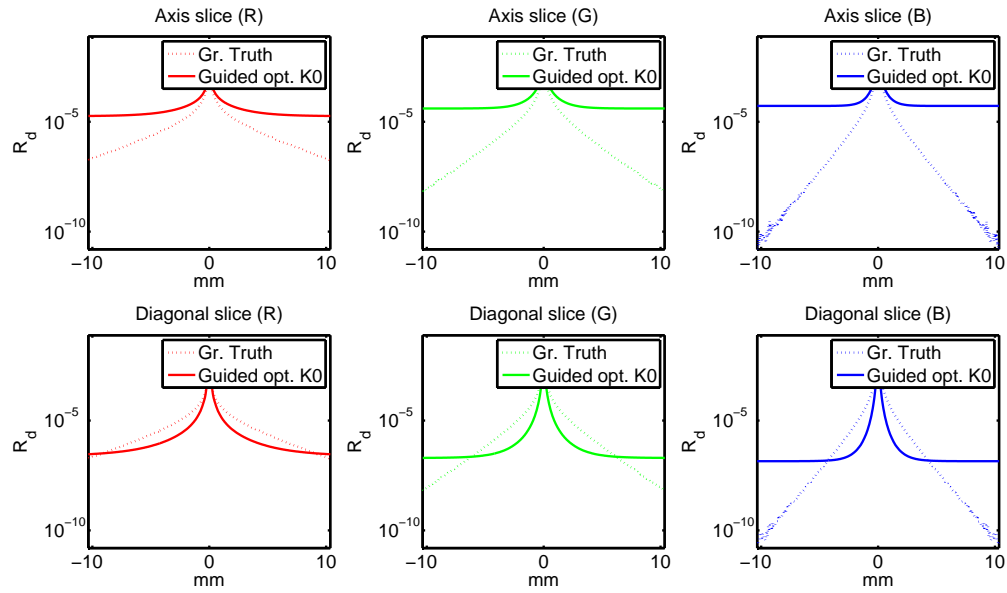 Axis slice (R)
Gr. Truth
Guided opt. K0
R_d
10^−5
10^−10
−10 0 10
mm
Axis slice (G)
Gr. Truth
Guided opt. K0
R_d
10^−5
10^−10
−10 0 10
mm
Axis slice (B)
Gr. Truth
Guided opt. K0
R_d
10^−5
10^−10
−10 0 10
mm
Diagonal slice (R)
Gr. Truth
Guided opt. K0
R_d
10^−5
10^−10
−10 0 10
mm
Diagonal slice (G)
Gr. Truth
Guided opt. K0
R_d
10^−5
10^−10
−10 0 10
mm
Diagonal slice (B)
Gr. Truth
Guided opt. K0
R_d
10^−5
10^−10
−10 0 10
mm